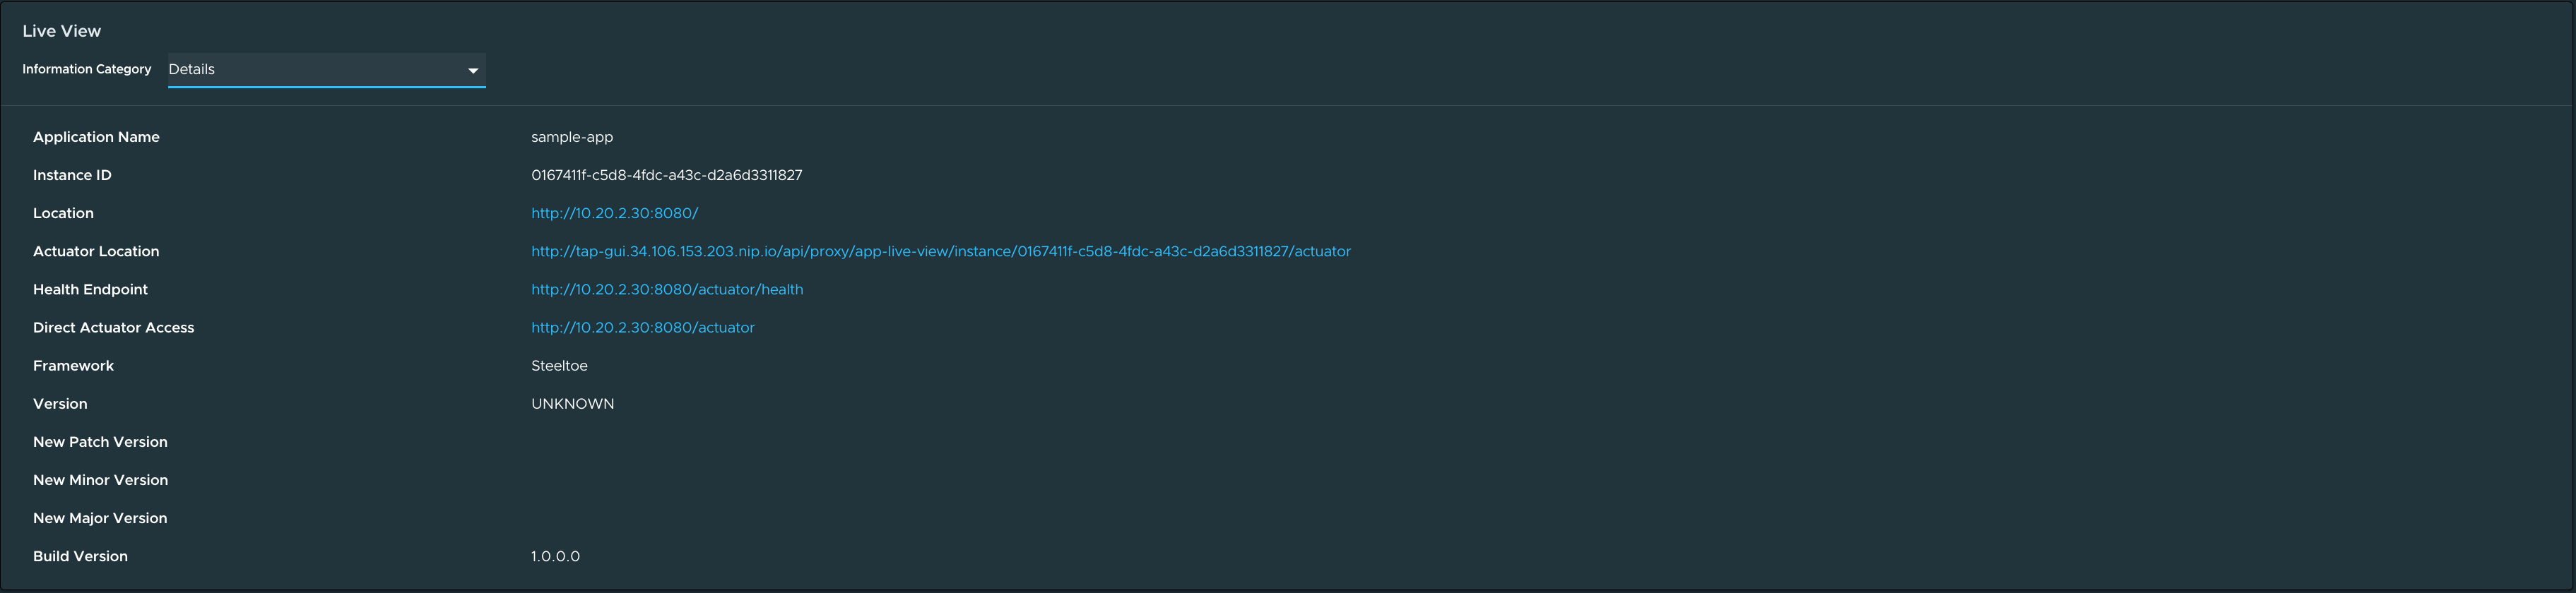 Live View
Information Category Details
Application Name sample-app
Instance ID 0167411f-c5d8-4fdc-a43c-d2a6d3311827
Location http://10.20.2.30:8080/
Actuator Location http://tap-gui.34.106.153.203.nip.io/api/proxy/app-live-view/instance/0167411f-c5d8-4fdc-a43c-d2a6d3311827/actuator
Health Endpoint http://10.20.2.30:8080/actuator/health
Direct Actuator Access http://10.20.2.30:8080/actuator
Framework Steeltoe
Version UNKNOWN
New Patch Version
New Minor Version
New Major Version
Build Version 1.0.0.0